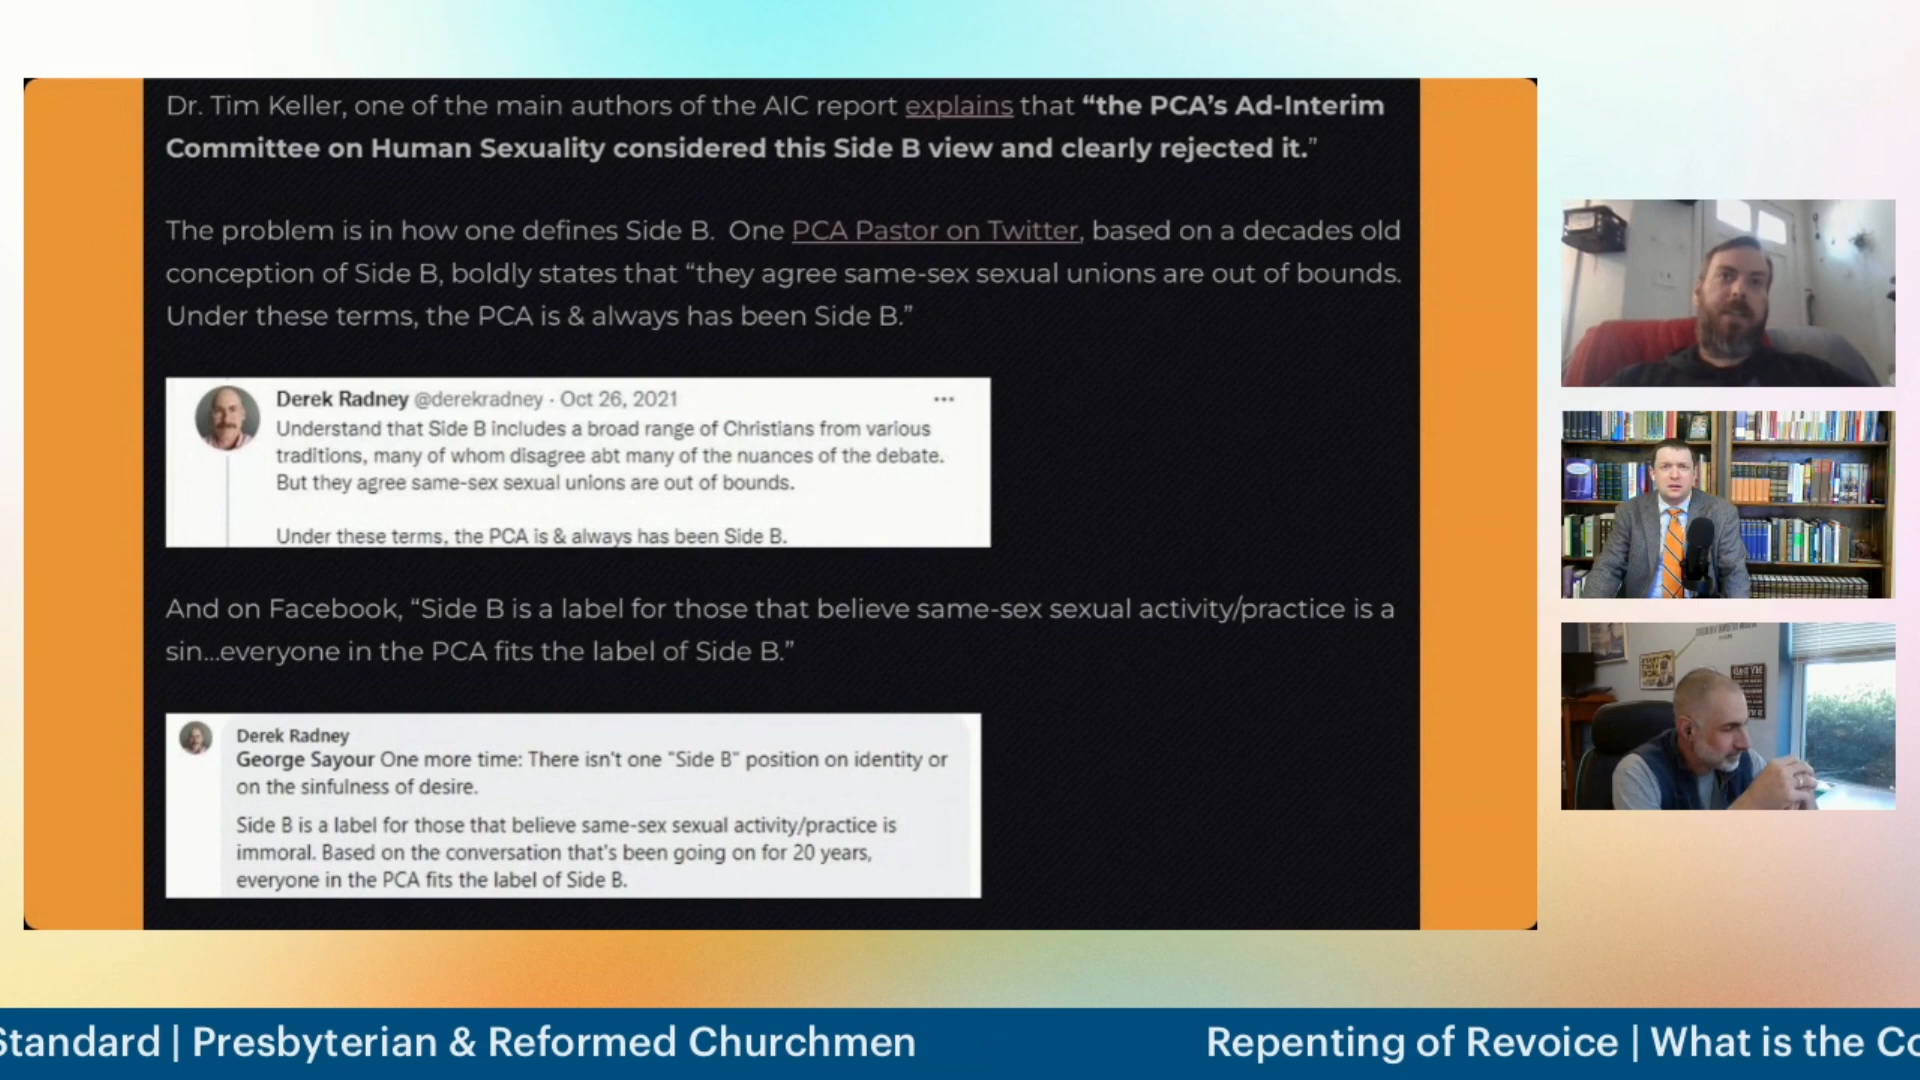 Dr. Tim Keller, one of the main authors of the AIC report explains that “the PCA’s Ad-Interim
Committee on Human Sexuality considered this Side B view and clearly rejected it.”
The problem is in how one defines Side B.  One PCA Pastor on Twitter, based on a decades old
conception of Side B, boldly states that “they agree same-sex sexual unions are out of bounds.
Under these terms, the PCA is & always has been Side B.”
Derek Radney @derekradney · Oct 26, 2021
Understand that Side B includes a broad range of Christians from various
traditions, many of whom disagree abt many of the nuances of the debate.
But they agree same-sex sexual unions are out of bounds.
Under these terms, the PCA is & always has been Side B.
And on Facebook, “Side B is a label for those that believe same-sex sexual activity/practice is a
sin...everyone in the PCA fits the label of Side B.”
Derek Radney
George Sayour One more time: There isn't one "Side B" position on identity or
on the sinfulness of desire.
Side B is a label for those that believe same-sex sexual activity/practice is
immoral. Based on the conversation that's been going on for 20 years,
everyone in the PCA fits the label of Side B.
Standard | Presbyterian & Reformed Churchmen
Repenting of Revoice | What is the Co